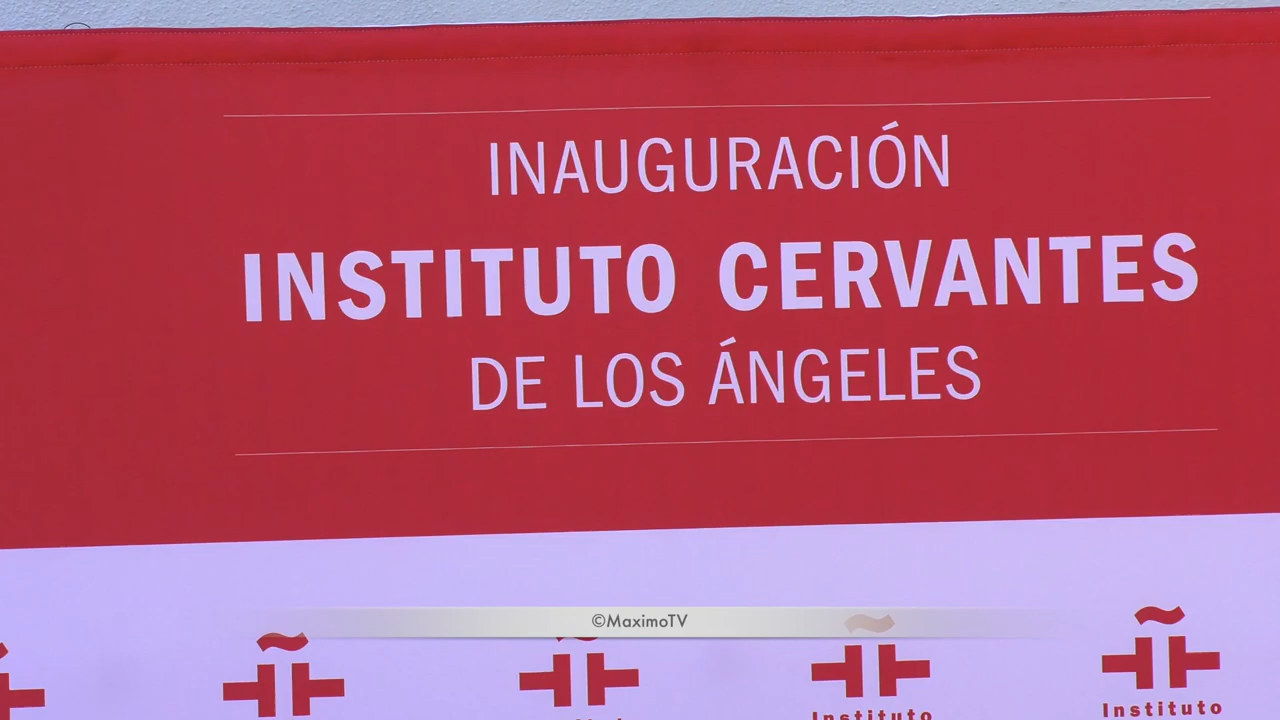 INAUGURACIÓN
INSTITUTO CERVANTES
DE LOS ÁNGELES
©MaximoTV
Instituto
Instituto